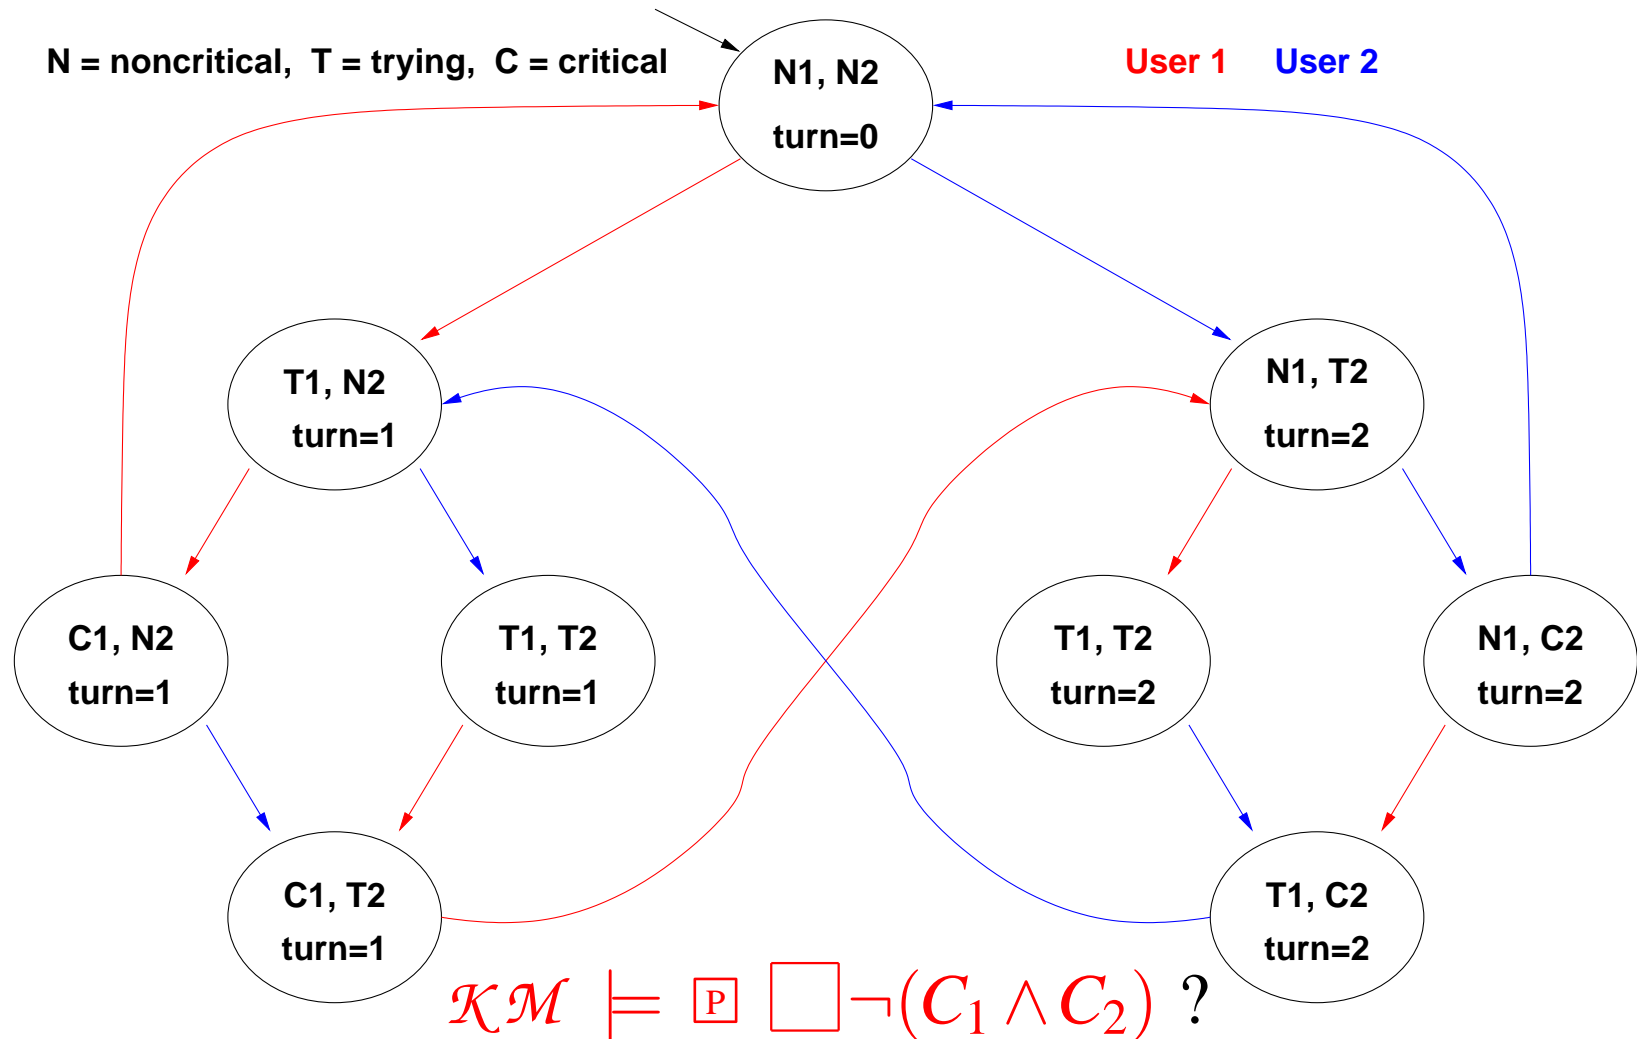 N = noncritical, T = trying, C = critical
User 1 User 2
N1, N2
turn=0
T1, N2
turn=1
N1, T2
turn=2
C1, N2
turn=1
T1, T2
turn=1
T1, T2
turn=2
N1, C2
turn=2
C1, T2
turn=1
T1, C2
turn=2
𝒦ℳ ⊨ 🄿 □¬(C₁ ∧ C₂) ?